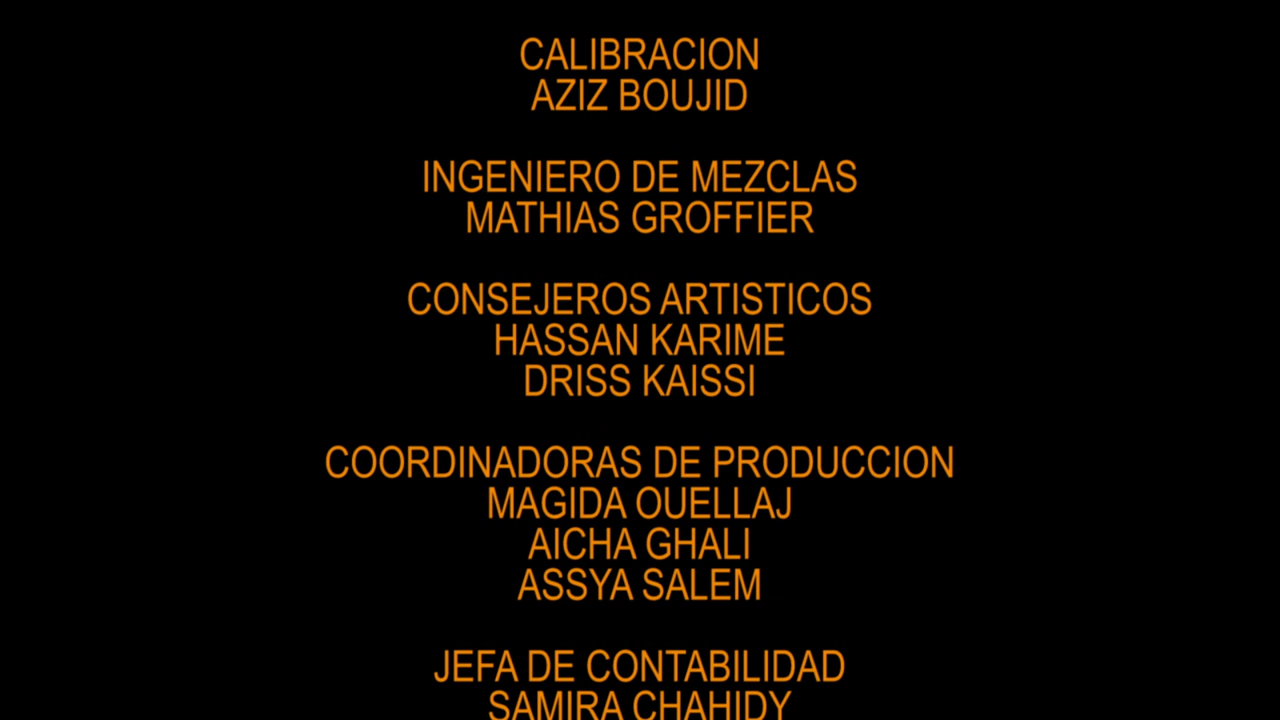 CALIBRACION
AZIZ BOUJID
INGENIERO DE MEZCLAS
MATHIAS GROFFIER
CONSEJEROS ARTISTICOS
HASSAN KARIME
DRISS KAISSI
COORDINADORAS DE PRODUCCION
MAGIDA OUELLAJ
AICHA GHALI
ASSYA SALEM
JEFA DE CONTABILIDAD
SAMIRA CHAHIDY